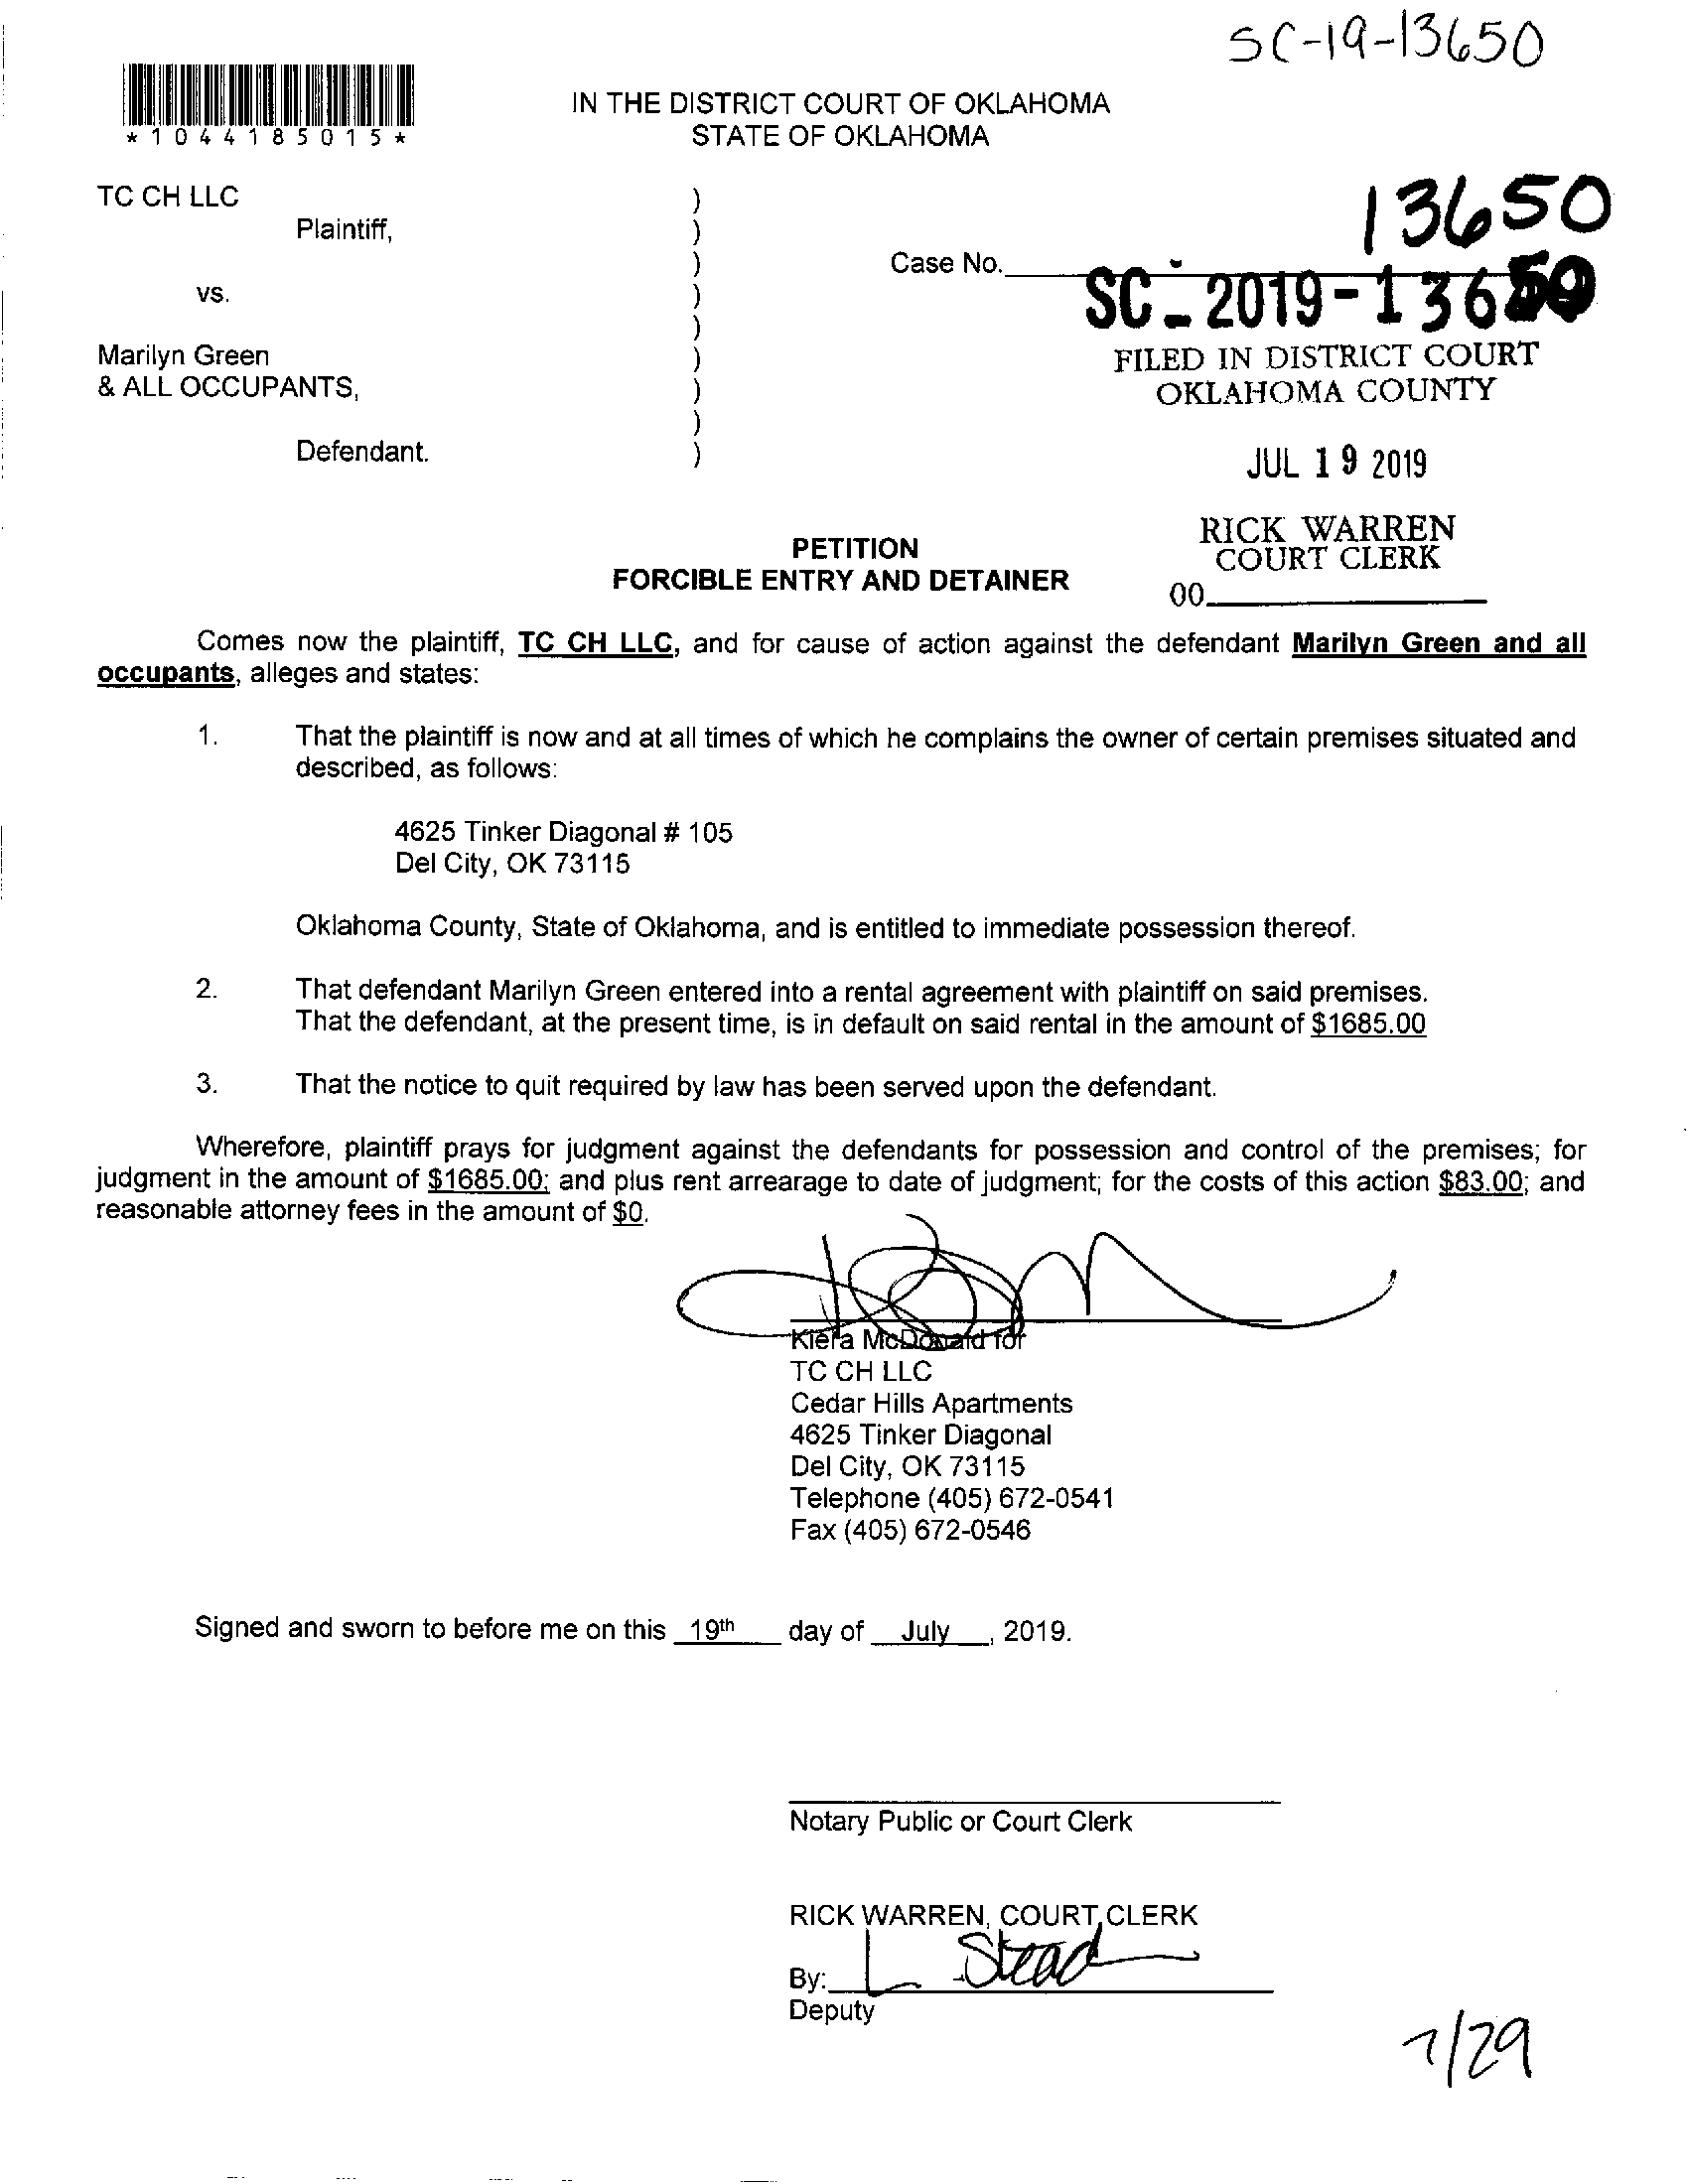 SC-19-13650
*1044185015*
IN THE DISTRICT COURT OF OKLAHOMA
STATE OF OKLAHOMA
TC CH LLC )
Plaintiff, )
)
vs. )
)
Marilyn Green )
& ALL OCCUPANTS, )
)
Defendant. )
13650
Case No.
SC-2019-13650
FILED IN DISTRICT COURT
OKLAHOMA COUNTY
JUL 19 2019
RICK WARREN
COURT CLERK
00
PETITION
FORCIBLE ENTRY AND DETAINER
Comes now the plaintiff, TC CH LLC, and for cause of action against the defendant Marilyn Green and all
occupants, alleges and states:
1. That the plaintiff is now and at all times of which he complains the owner of certain premises situated and
described, as follows:
4625 Tinker Diagonal # 105
Del City, OK 73115
Oklahoma County, State of Oklahoma, and is entitled to immediate possession thereof.
2. That defendant Marilyn Green entered into a rental agreement with plaintiff on said premises.
That the defendant, at the present time, is in default on said rental in the amount of $1685.00
3. That the notice to quit required by law has been served upon the defendant.
Wherefore, plaintiff prays for judgment against the defendants for possession and control of the premises; for
judgment in the amount of $1685.00; and plus rent arrearage to date of judgment; for the costs of this action $83.00; and
reasonable attorney fees in the amount of $0.
Kiera McDonald for
TC CH LLC
Cedar Hills Apartments
4625 Tinker Diagonal
Del City, OK 73115
Telephone (405) 672-0541
Fax (405) 672-0546
Signed and sworn to before me on this 19th day of July, 2019.
Notary Public or Court Clerk
RICK WARREN, COURT CLERK
By: L Stead
Deputy
7/29